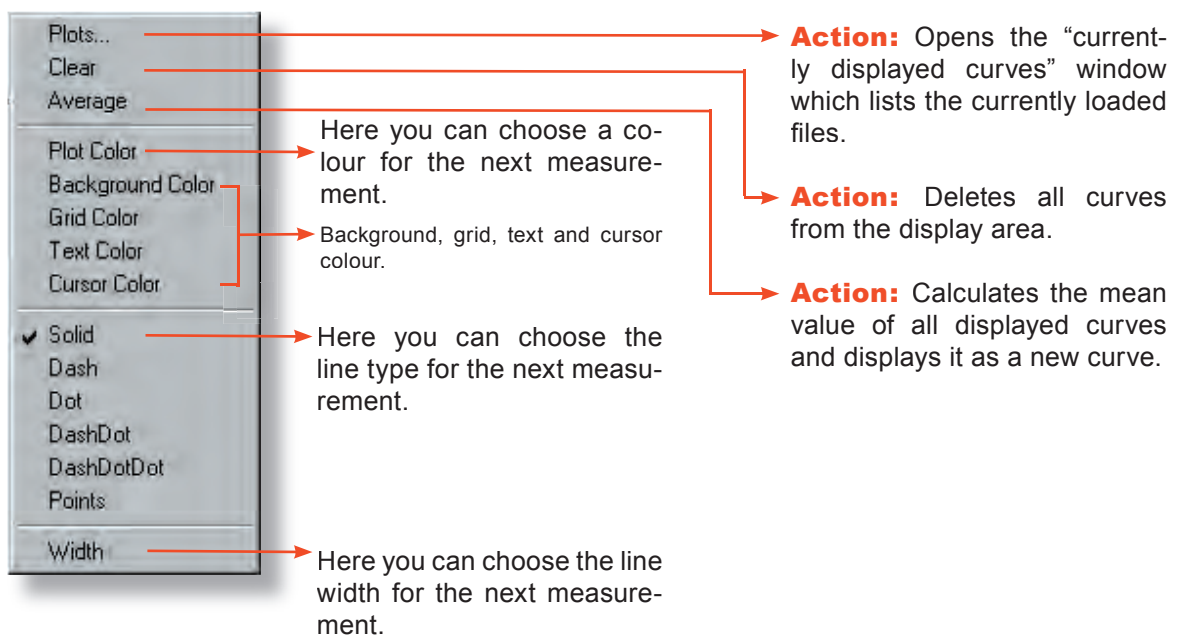 Plots...
Clear
Average
Plot Color
Background Color
Grid Color
Text Color
Cursor Color
Solid
Dash
Dot
DashDot
DashDotDot
Points
Width
Here you can choose a co-
lour for the next measure-
ment.
Background, grid, text and cursor
colour.
Here you can choose the
line type for the next measu-
rement.
Here you can choose the line
width for the next measure-
ment.
Action: Opens the “current-
ly displayed curves” window
which lists the currently loaded
files.
Action: Deletes all curves
from the display area.
Action: Calculates the mean
value of all displayed curves
and displays it as a new curve.